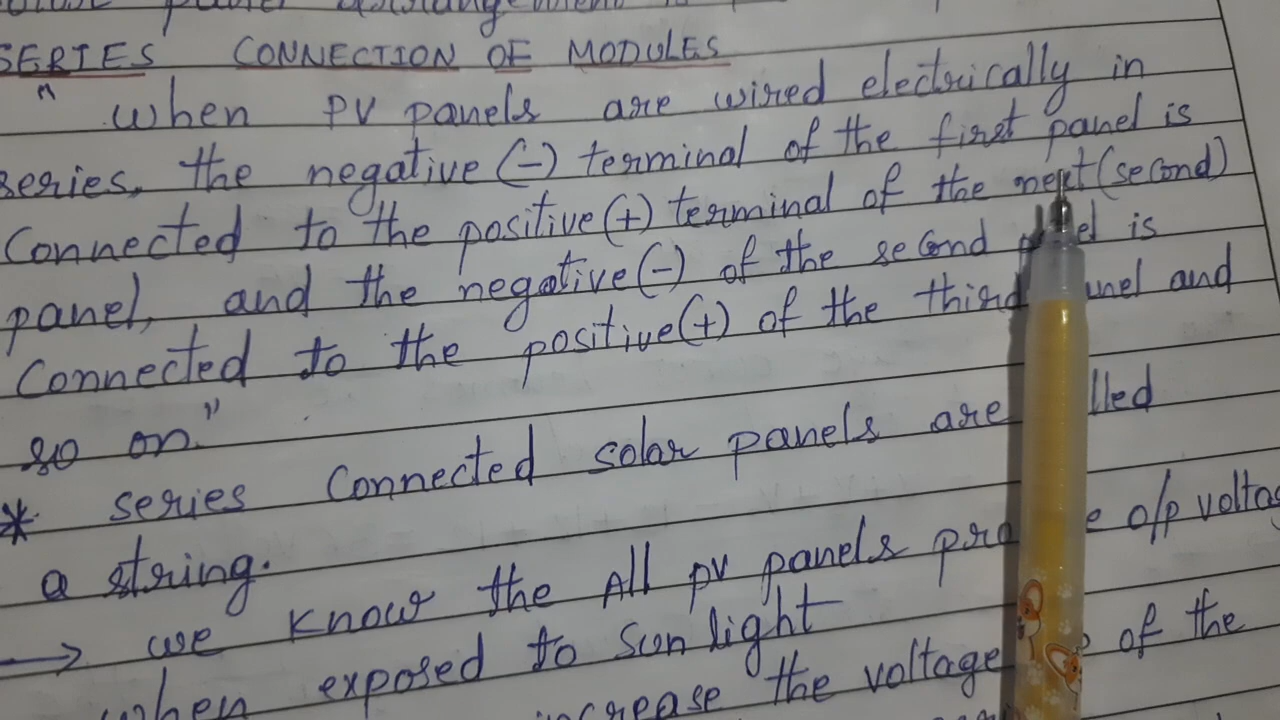 SERIES CONNECTION OF MODULES
" when PV panels are wired electrically in
series, the negative (-) terminal of the first panel is
Connected to the positive (+) terminal of the next (second)
panel, and the negative (-) of the second is
Connected to the positive (+) of the third and
so on."
* series Connected solar panels are
a string.
→ we know the All pv panels o/p
when exposed to Sun light
increase the voltage of the